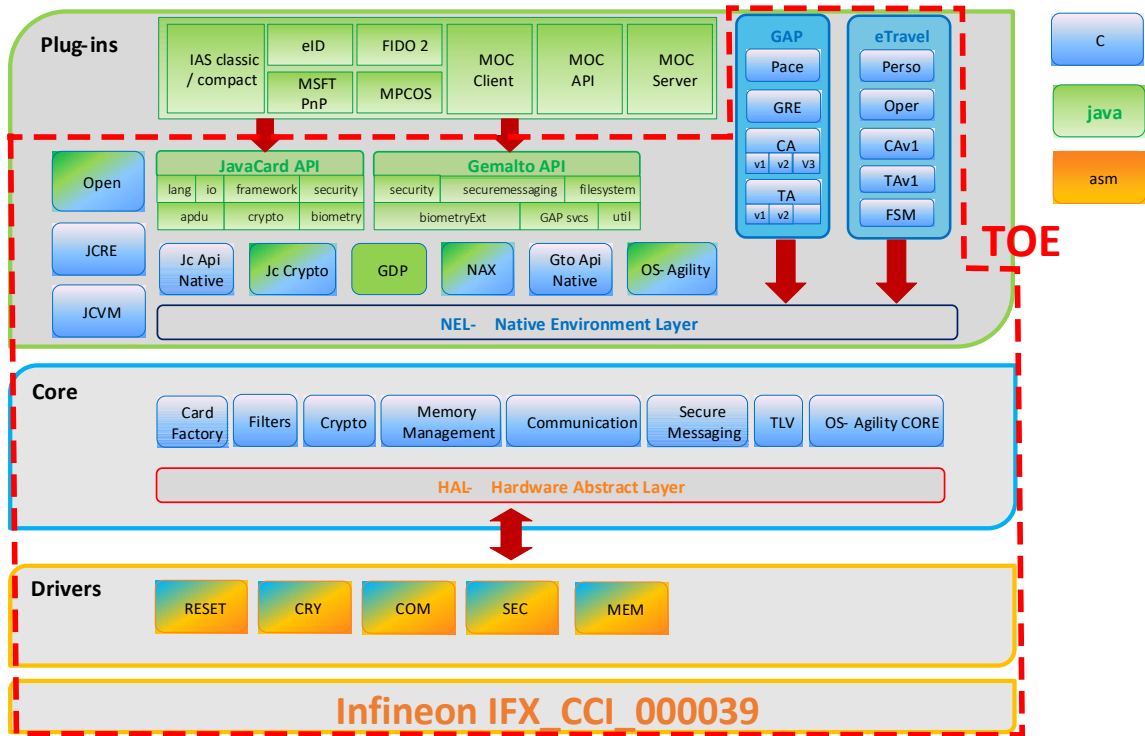 Plug-ins
IAS classic
/ compact
eID
FIDO 2
MSFT
PnP
MPCOS
MOC
Client
MOC
API
MOC
Server
GAP
Pace
GRE
CA
v1 v2 V3
TA
v1 v2
eTravel
Perso
Oper
CAv1
TAv1
FSM
C
java
asm
TOE
Open
JCRE
JCVM
JavaCard API
lang io framework security
apdu crypto biometry
Gemalto API
security securemessaging filesystem
biometryExt GAP svcs util
Jc Api
Native
Jc Crypto
GDP
NAX
Gto Api
Native
OS- Agility
NEL- Native Environment Layer
Core
Card
Factory
Filters
Crypto
Memory
Management
Communication
Secure
Messaging
TLV
OS- Agility CORE
HAL- Hardware Abstract Layer
Drivers
RESET
CRY
COM
SEC
MEM
Infineon IFX_CCI_000039